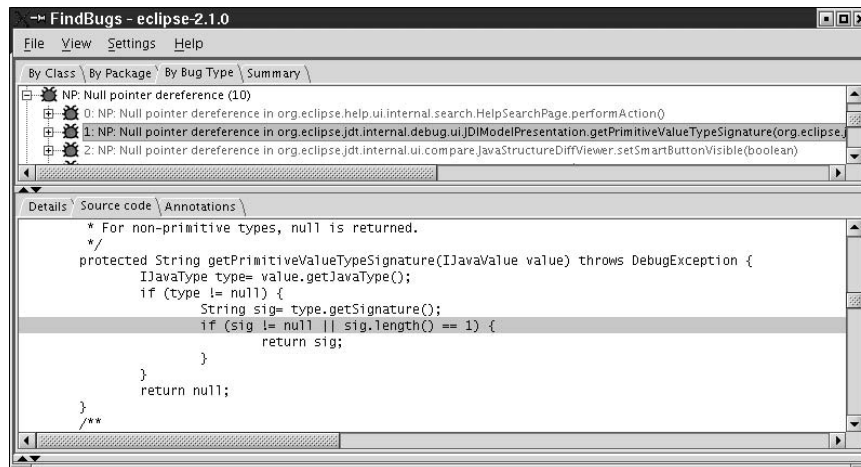 FindBugs - eclipse-2.1.0
File View Settings Help
By Class By Package By Bug Type Summary
NP: Null pointer dereference (10)
0: NP: Null pointer dereference in org.eclipse.help.ui.internal.search.HelpSearchPage.performAction()
1: NP: Null pointer dereference in org.eclipse.jdt.internal.debug.ui.JDIModelPresentation.getPrimitiveValueTypeSignature(org.eclipse.j
2: NP: Null pointer dereference in org.eclipse.jdt.internal.ui.compare.JavaStructureDiffViewer.setSmartButtonVisible(boolean)
Details Source code Annotations
* For non-primitive types, null is returned.
*/
protected String getPrimitiveValueTypeSignature(IJavaValue value) throws DebugException {
IJavaType type= value.getJavaType();
if (type != null) {
String sig= type.getSignature();
if (sig != null || sig.length() == 1) {
return sig;
}
}
return null;
}
/**